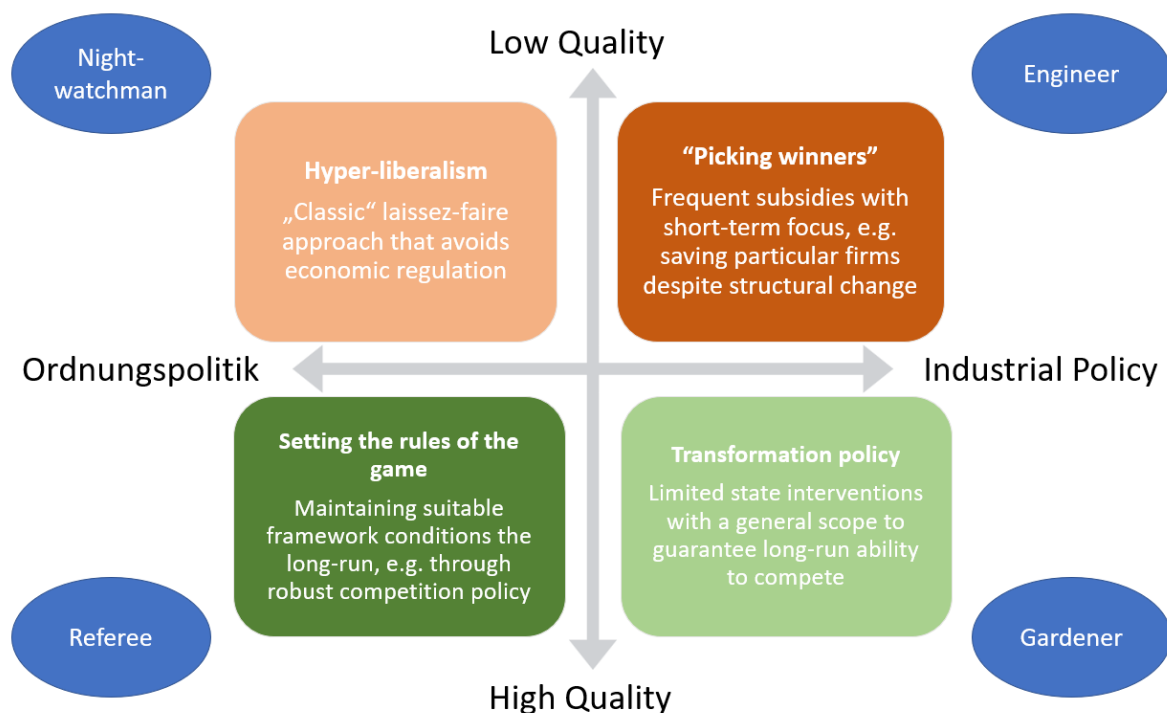 Low Quality
Night-
watchman
Engineer
Hyper-liberalism
„Classic“ laissez-faire
approach that avoids
economic regulation
“Picking winners”
Frequent subsidies with
short-term focus, e.g.
saving particular firms
despite structural change
Ordnungspolitik
Industrial Policy
Setting the rules of the
game
Maintaining suitable
framework conditions the
long-run, e.g. through
robust competition policy
Transformation policy
Limited state interventions
with a general scope to
guarantee long-run ability
to compete
Referee
Gardener
High Quality